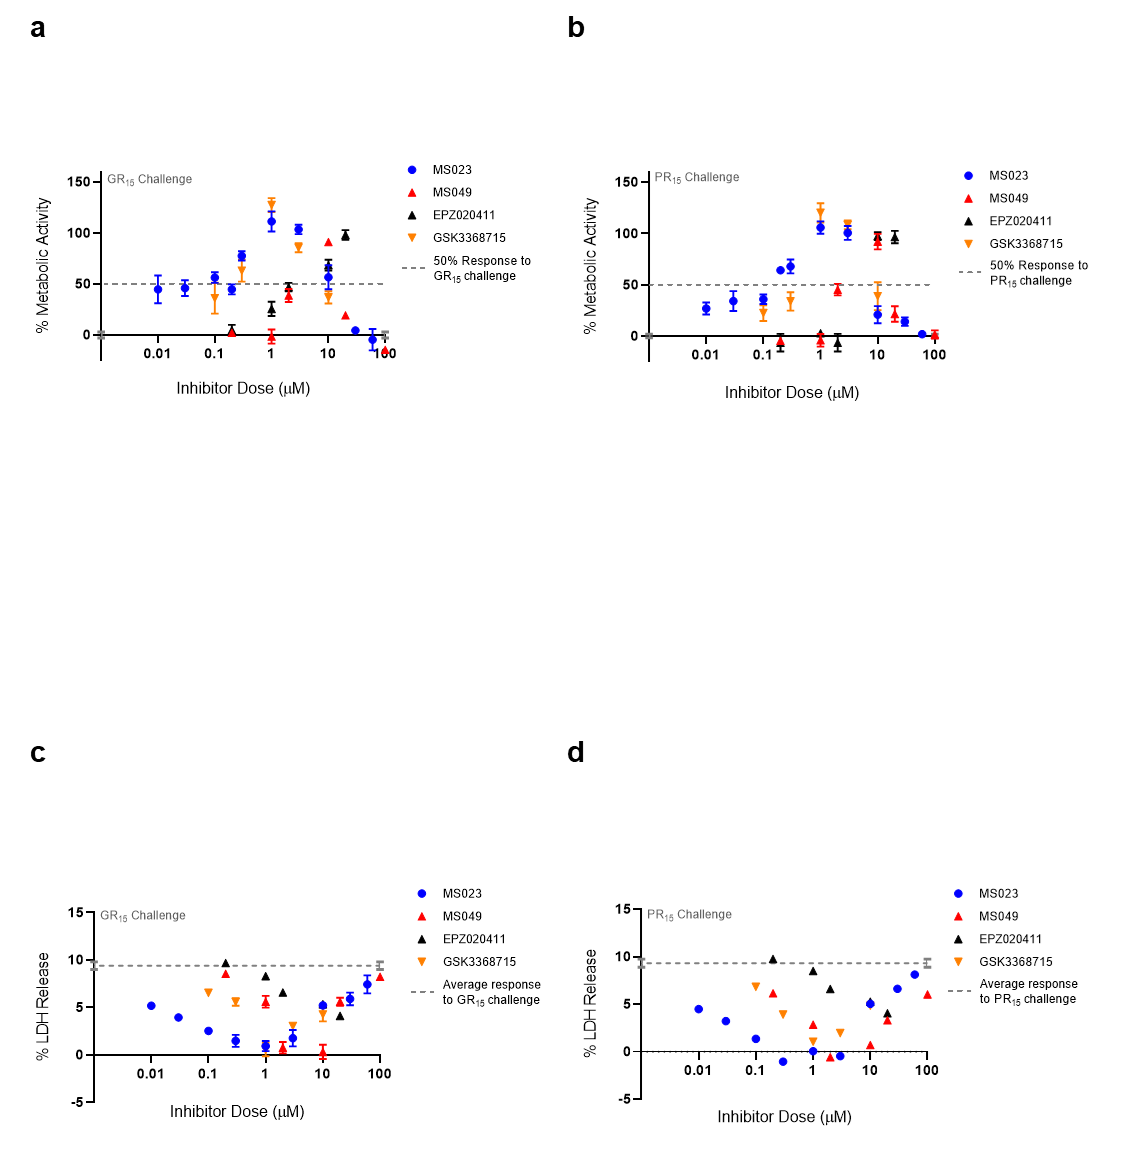 a
GR15 Challenge
% Metabolic Activity
150
100
50
0
0.01
0.1
1
10
100
Inhibitor Dose (μM)
MS023
MS049
EPZ020411
GSK3368715
50% Response to
GR15 challenge
b
PR15 Challenge
% Metabolic Activity
150
100
50
0
0.01
0.1
1
10
100
Inhibitor Dose (μM)
MS023
MS049
EPZ020411
GSK3368715
50% Response to
PR15 challenge
c
GR15 Challenge
% LDH Release
15
10
5
0
-5
0.01
0.1
1
10
100
Inhibitor Dose (μM)
MS023
MS049
EPZ020411
GSK3368715
Average response
to GR15 challenge
d
PR15 Challenge
% LDH Release
15
10
5
0
-5
0.01
0.1
1
10
100
Inhibitor Dose (μM)
MS023
MS049
EPZ020411
GSK3368715
Average response
to PR15 challenge